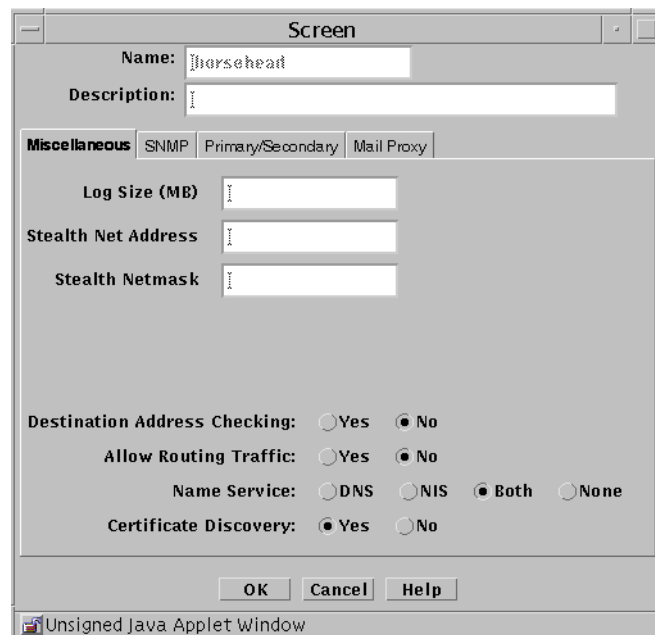 Screen
Name: horsehead
Description:
Miscellaneous SNMP Primary/Secondary Mail Proxy
Log Size (MB)
Stealth Net Address
Stealth Netmask
Destination Address Checking: Yes No
Allow Routing Traffic: Yes No
Name Service: DNS NIS Both None
Certificate Discovery: Yes No
OK Cancel Help
Unsigned Java Applet Window